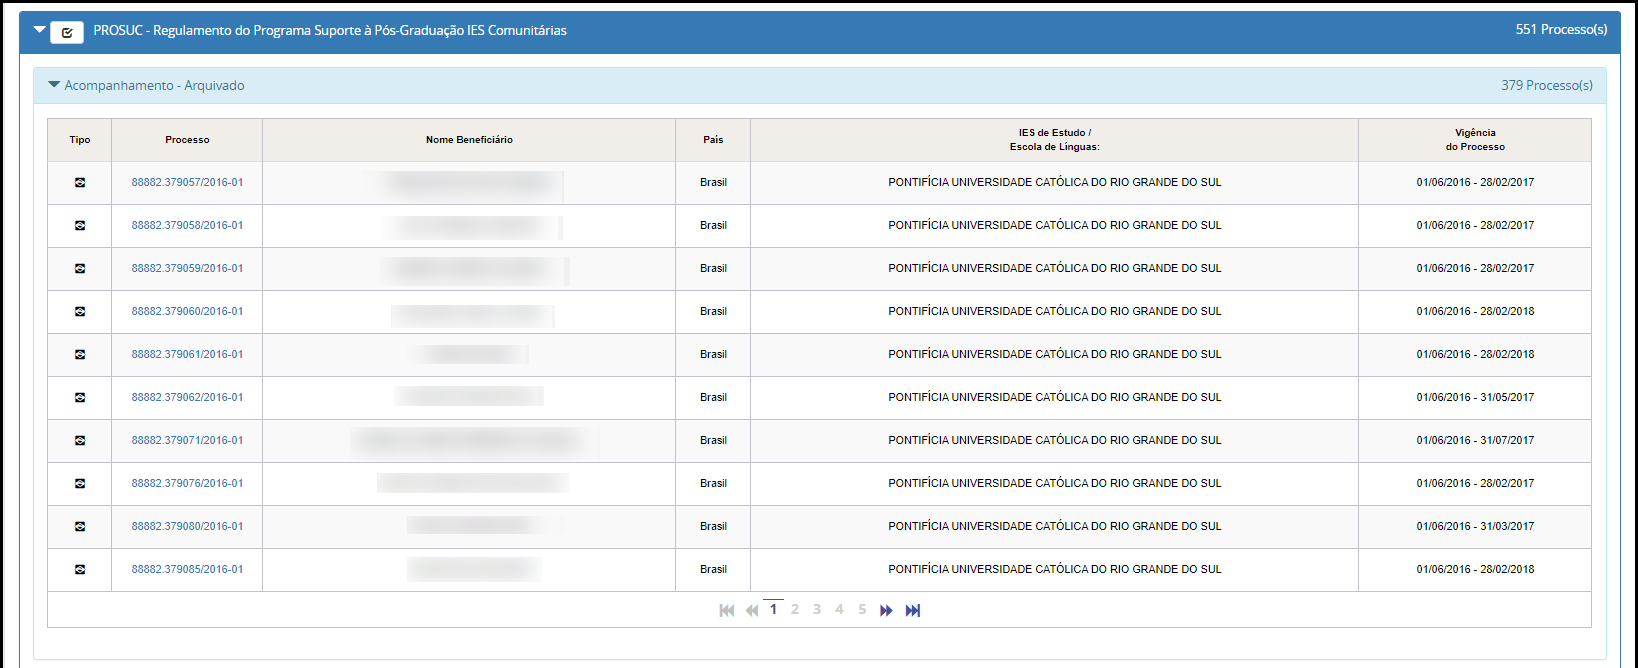 PROSUC - Regulamento do Programa Suporte à Pós-Graduação IES Comunitárias 551 Processo(s)
Acompanhamento - Arquivado 379 Processo(s)
Tipo Processo Nome Beneficiário País IES de Estudo / Escola de Línguas: Vigência do Processo
88882.379057/2016-01 Brasil PONTIFÍCIA UNIVERSIDADE CATÓLICA DO RIO GRANDE DO SUL 01/06/2016 - 28/02/2017
88882.379058/2016-01 Brasil PONTIFÍCIA UNIVERSIDADE CATÓLICA DO RIO GRANDE DO SUL 01/06/2016 - 28/02/2017
88882.379059/2016-01 Brasil PONTIFÍCIA UNIVERSIDADE CATÓLICA DO RIO GRANDE DO SUL 01/06/2016 - 28/02/2017
88882.379060/2016-01 Brasil PONTIFÍCIA UNIVERSIDADE CATÓLICA DO RIO GRANDE DO SUL 01/06/2016 - 28/02/2018
88882.379061/2016-01 Brasil PONTIFÍCIA UNIVERSIDADE CATÓLICA DO RIO GRANDE DO SUL 01/06/2016 - 28/02/2018
88882.379062/2016-01 Brasil PONTIFÍCIA UNIVERSIDADE CATÓLICA DO RIO GRANDE DO SUL 01/06/2016 - 31/05/2017
88882.379071/2016-01 Brasil PONTIFÍCIA UNIVERSIDADE CATÓLICA DO RIO GRANDE DO SUL 01/06/2016 - 31/07/2017
88882.379076/2016-01 Brasil PONTIFÍCIA UNIVERSIDADE CATÓLICA DO RIO GRANDE DO SUL 01/06/2016 - 28/02/2017
88882.379080/2016-01 Brasil PONTIFÍCIA UNIVERSIDADE CATÓLICA DO RIO GRANDE DO SUL 01/06/2016 - 31/03/2017
88882.379085/2016-01 Brasil PONTIFÍCIA UNIVERSIDADE CATÓLICA DO RIO GRANDE DO SUL 01/06/2016 - 28/02/2018
1 2 3 4 5